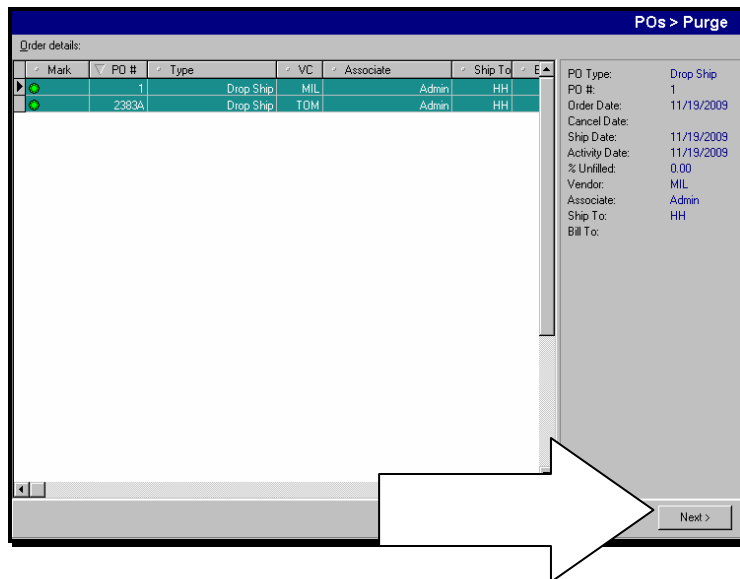 POs > Purge
Order details:
Mark PO # Type VC Associate Ship To
1 Drop Ship MIL Admin HH
2383A Drop Ship TOM Admin HH
PO Type: Drop Ship
PO #: 1
Order Date: 11/19/2009
Cancel Date:
Ship Date: 11/19/2009
Activity Date: 11/19/2009
% Unfilled: 0.00
Vendor: MIL
Associate: Admin
Ship To: HH
Bill To:
Next >